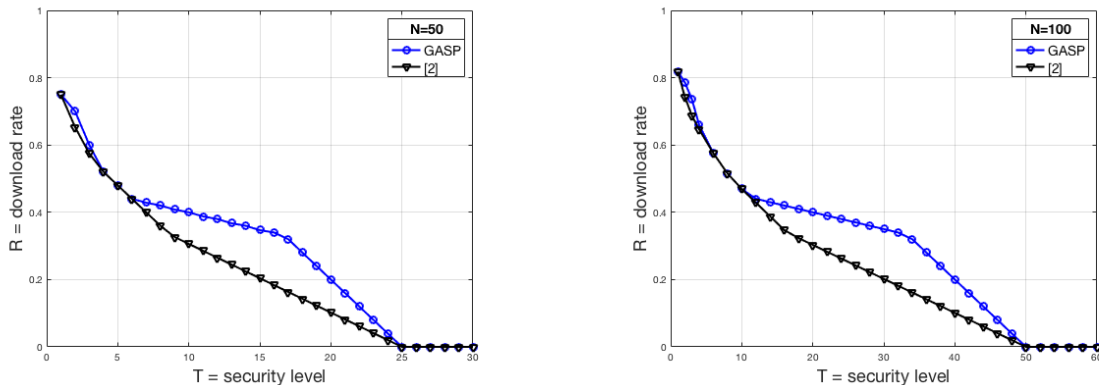 1
0.8
0.6
0.4
0.2
0
R = download rate
0 5 10 15 20 25 30
T = security level
N=50
GASP
[2]
1
0.8
0.6
0.4
0.2
0
R = download rate
0 10 20 30 40 50 60
T = security level
N=100
GASP
[2]